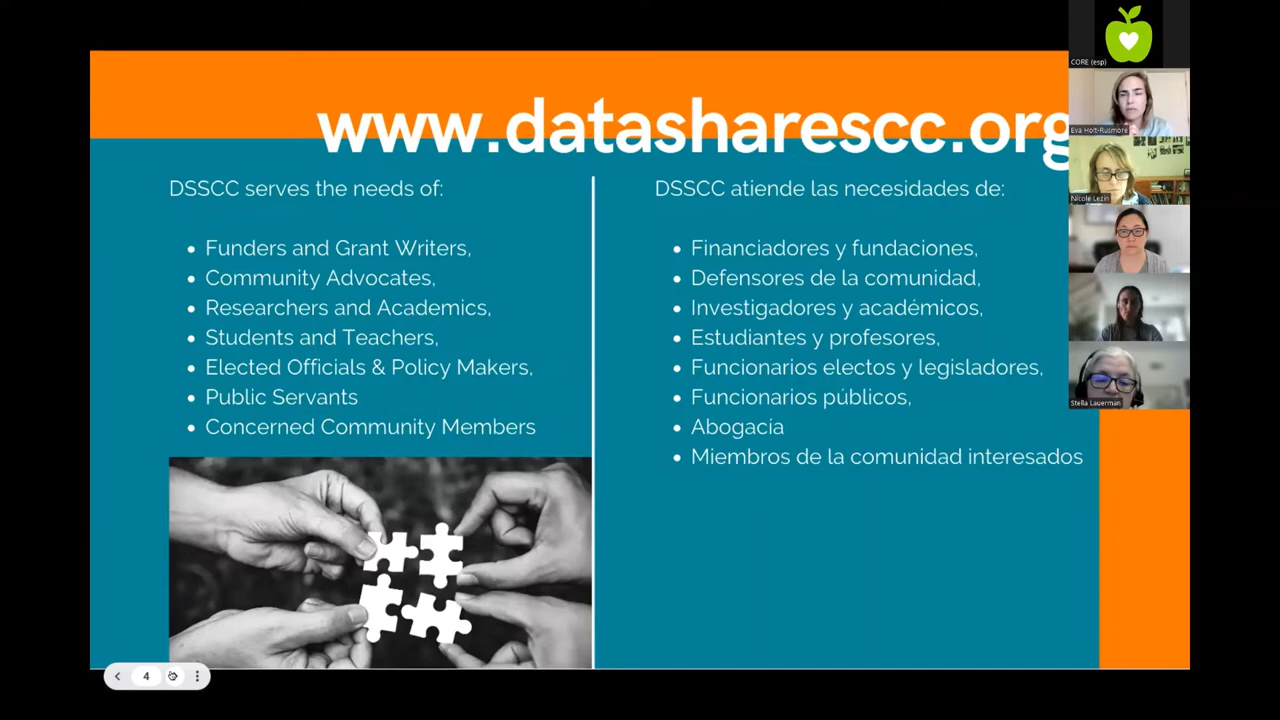 www.datasharescc.org
DSSCC serves the needs of:
Funders and Grant Writers,
Community Advocates,
Researchers and Academics,
Students and Teachers,
Elected Officials & Policy Makers,
Public Servants
Concerned Community Members
DSSCC atiende las necesidades de:
Financiadores y fundaciones,
Defensores de la comunidad,
Investigadores y académicos,
Estudiantes y profesores,
Funcionarios electos y legisladores,
Funcionarios públicos,
Abogacía
Miembros de la comunidad interesados
CORE (esp)
Eva Holt-Rusmore
Nicole Lezin
Stella Lauerman
4